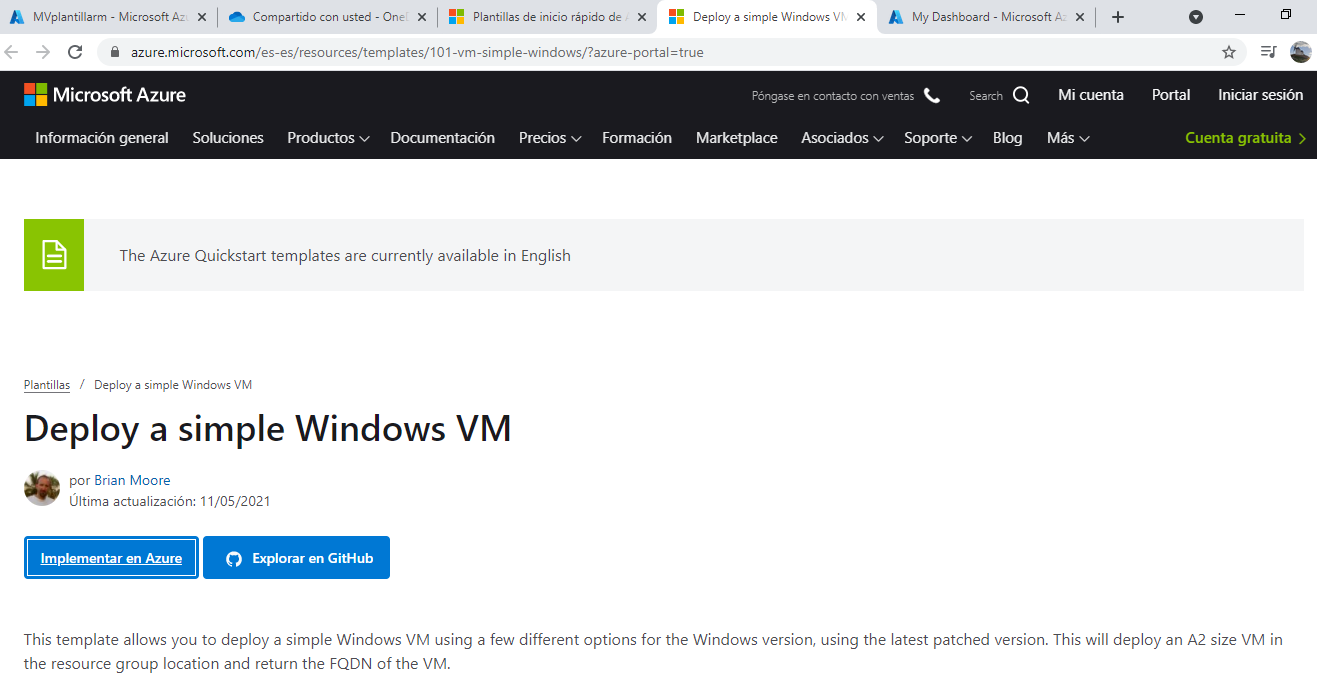 MVplantillarm - Microsoft Azu
Compartido con usted - OneD
Plantillas de inicio rápido de A
Deploy a simple Windows VM
My Dashboard - Microsoft Az
azure.microsoft.com/es-es/resources/templates/101-vm-simple-windows/?azure-portal=true
Microsoft Azure
Póngase en contacto con ventas
Search
Mi cuenta
Portal
Iniciar sesión
Información general
Soluciones
Productos
Documentación
Precios
Formación
Marketplace
Asociados
Soporte
Blog
Más
Cuenta gratuita
The Azure Quickstart templates are currently available in English
Plantillas / Deploy a simple Windows VM
Deploy a simple Windows VM
por Brian Moore
Última actualización: 11/05/2021
Implementar en Azure
Explorar en GitHub
This template allows you to deploy a simple Windows VM using a few different options for the Windows version, using the latest patched version. This will deploy an A2 size VM in
the resource group location and return the FQDN of the VM.